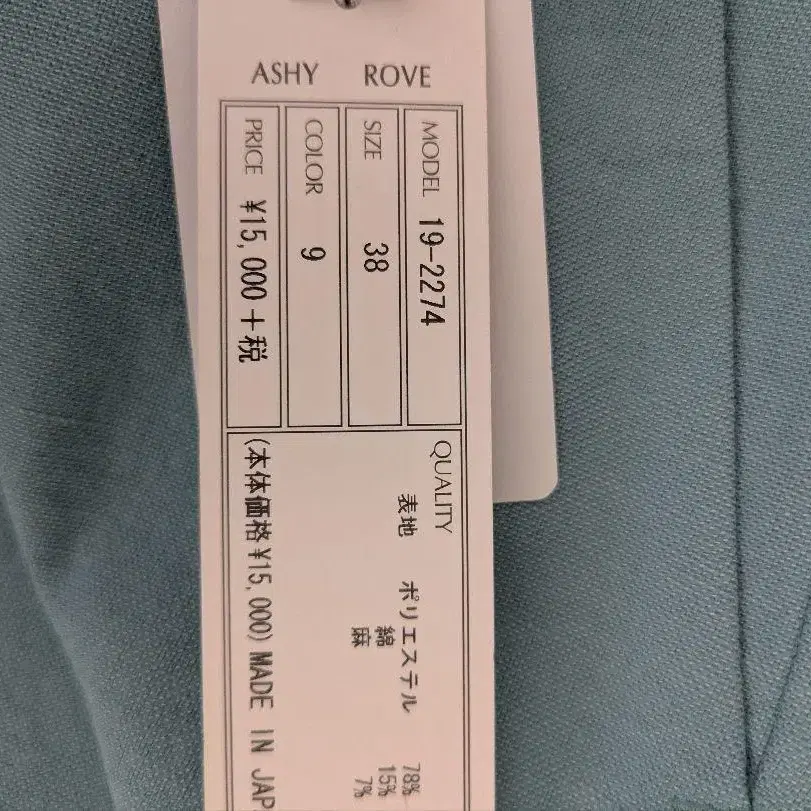 ASHY ROVE
MODEL 19-2274
SIZE 38
COLOR 9
PRICE ¥15,000+税
QUALITY
表地 ポリエステル 78%
綿 15%
麻 7%
(本体価格¥15,000) MADE IN JAP